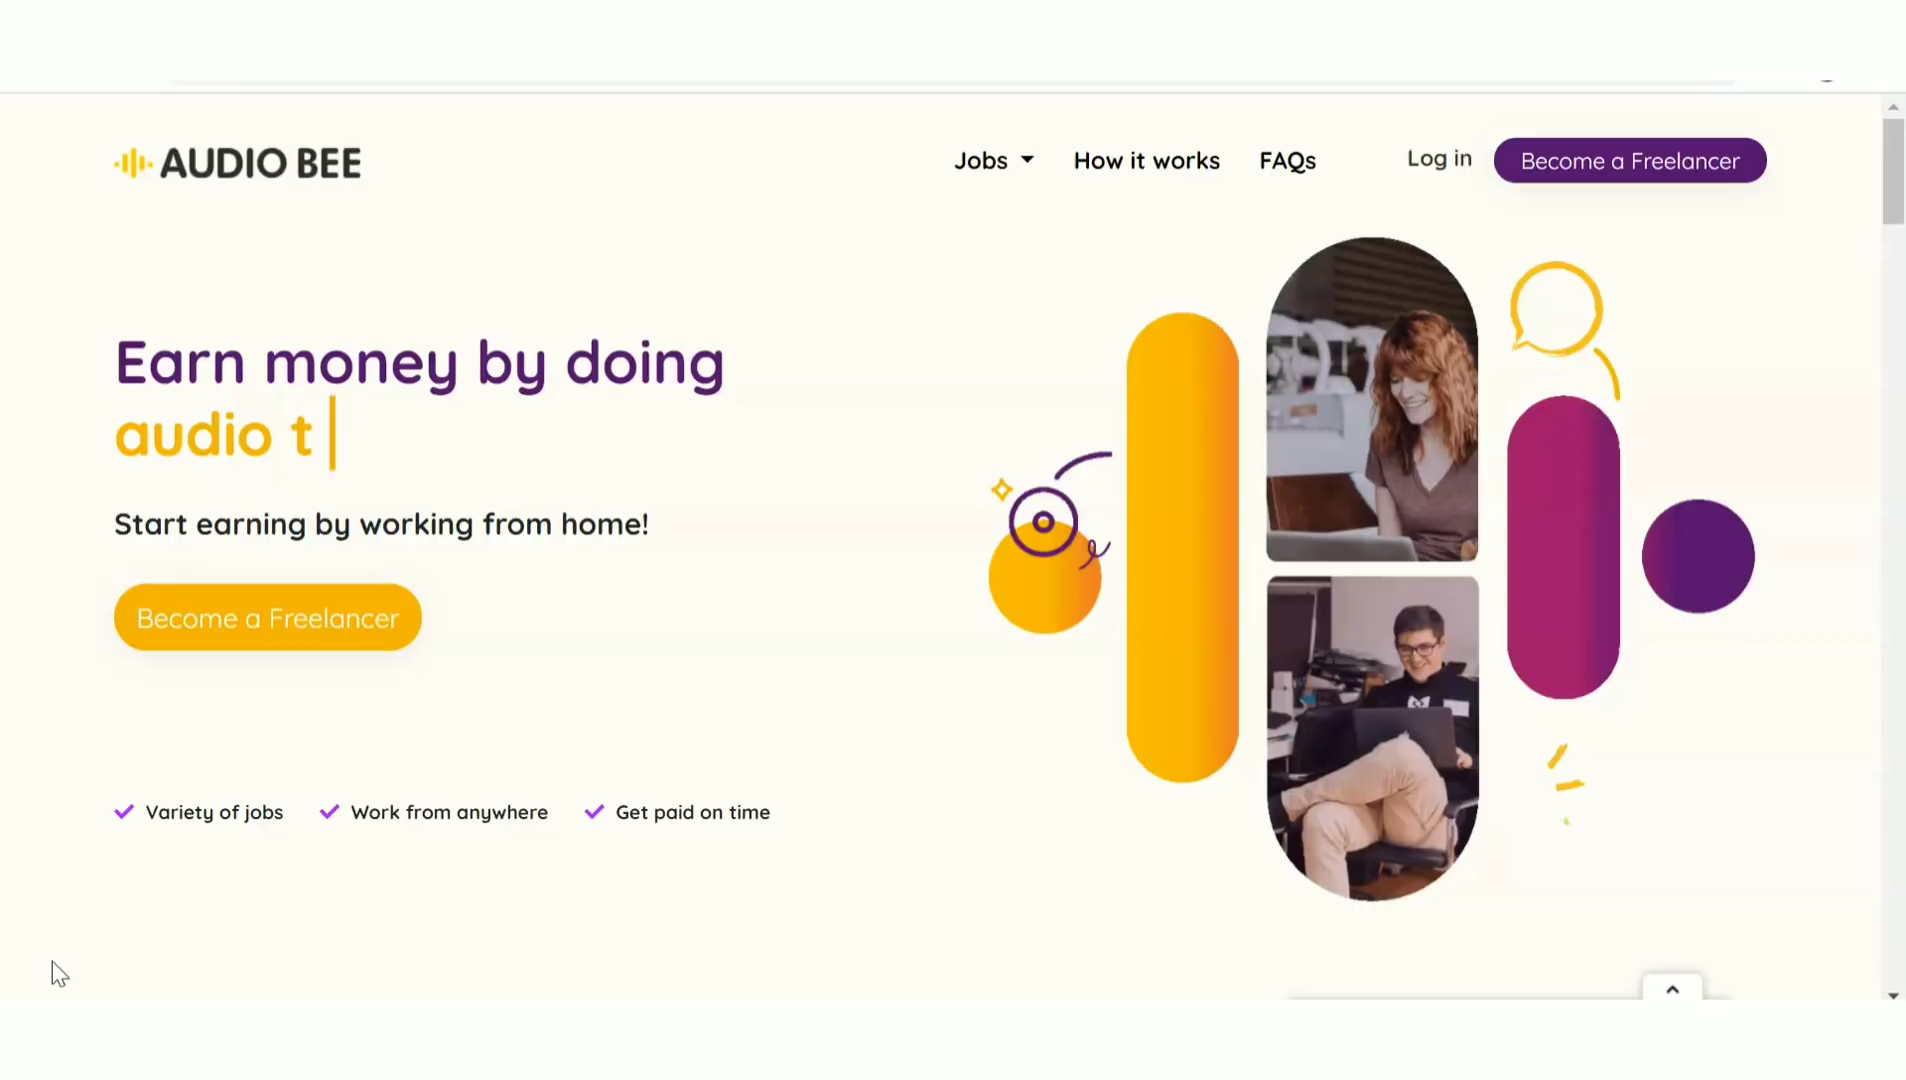 AUDIO BEE
Jobs
How it works
FAQs
Log in
Become a Freelancer
Earn money by doing
audio t
Start earning by working from home!
Become a Freelancer
Variety of jobs
Work from anywhere
Get paid on time